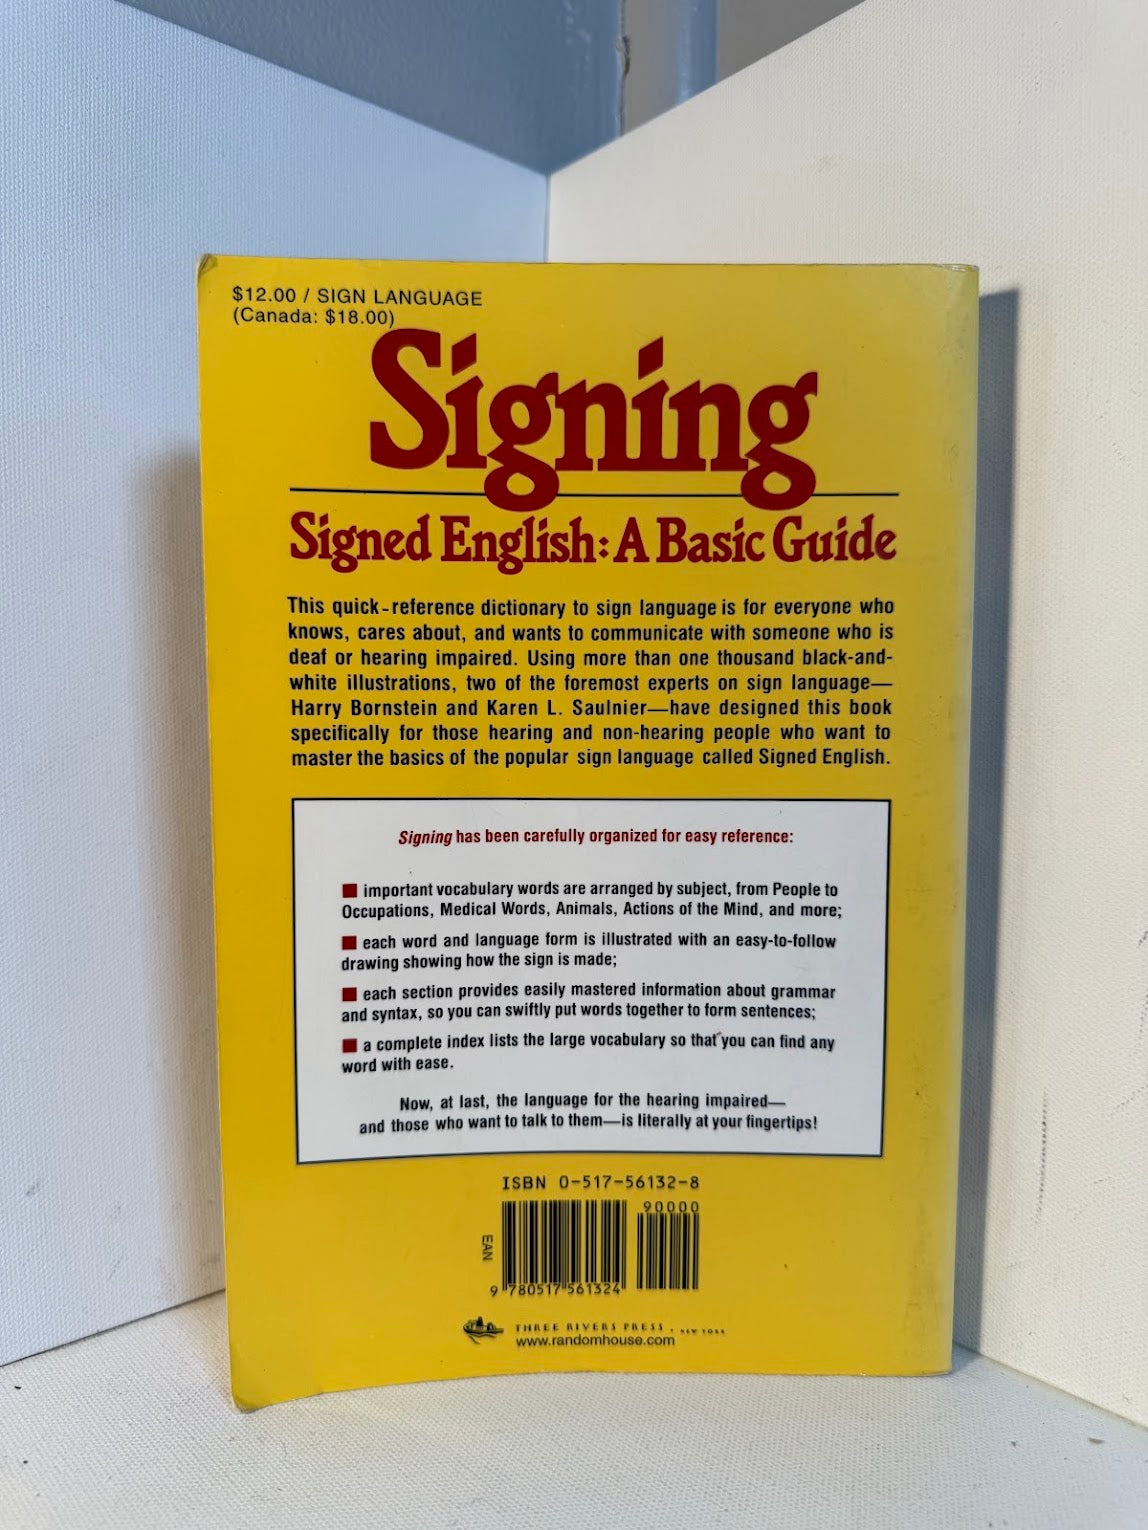 $12.00 / SIGN LANGUAGE
(Canada: $18.00)
Signing
Signed English: A Basic Guide
This quick-reference dictionary to sign language is for everyone who
knows, cares about, and wants to communicate with someone who is
deaf or hearing impaired. Using more than one thousand black-and-
white illustrations, two of the foremost experts on sign language—
Harry Bornstein and Karen L. Saulnier—have designed this book
specifically for those hearing and non-hearing people who want to
master the basics of the popular sign language called Signed English.
Signing has been carefully organized for easy reference:
■ important vocabulary words are arranged by subject, from People to
Occupations, Medical Words, Animals, Actions of the Mind, and more;
■ each word and language form is illustrated with an easy-to-follow
drawing showing how the sign is made;
■ each section provides easily mastered information about grammar
and syntax, so you can swiftly put words together to form sentences;
■ a complete index lists the large vocabulary so that you can find any
word with ease.
Now, at last, the language for the hearing impaired—
and those who want to talk to them—is literally at your fingertips!
ISBN 0-517-56132-8
90000
EAN
9 780517 561324
THREE RIVERS PRESS . NEW YORK
www.randomhouse.com